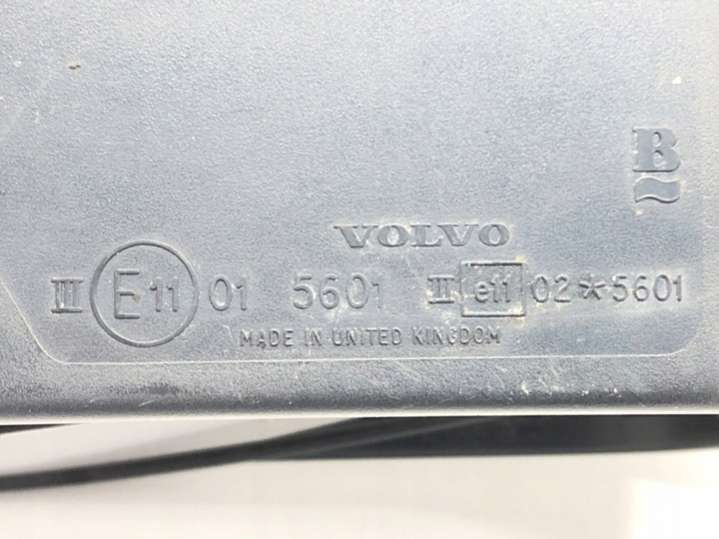 B
VOLVO
III E11 01 5601 II e11 02*5601
MADE IN UNITED KINGDOM